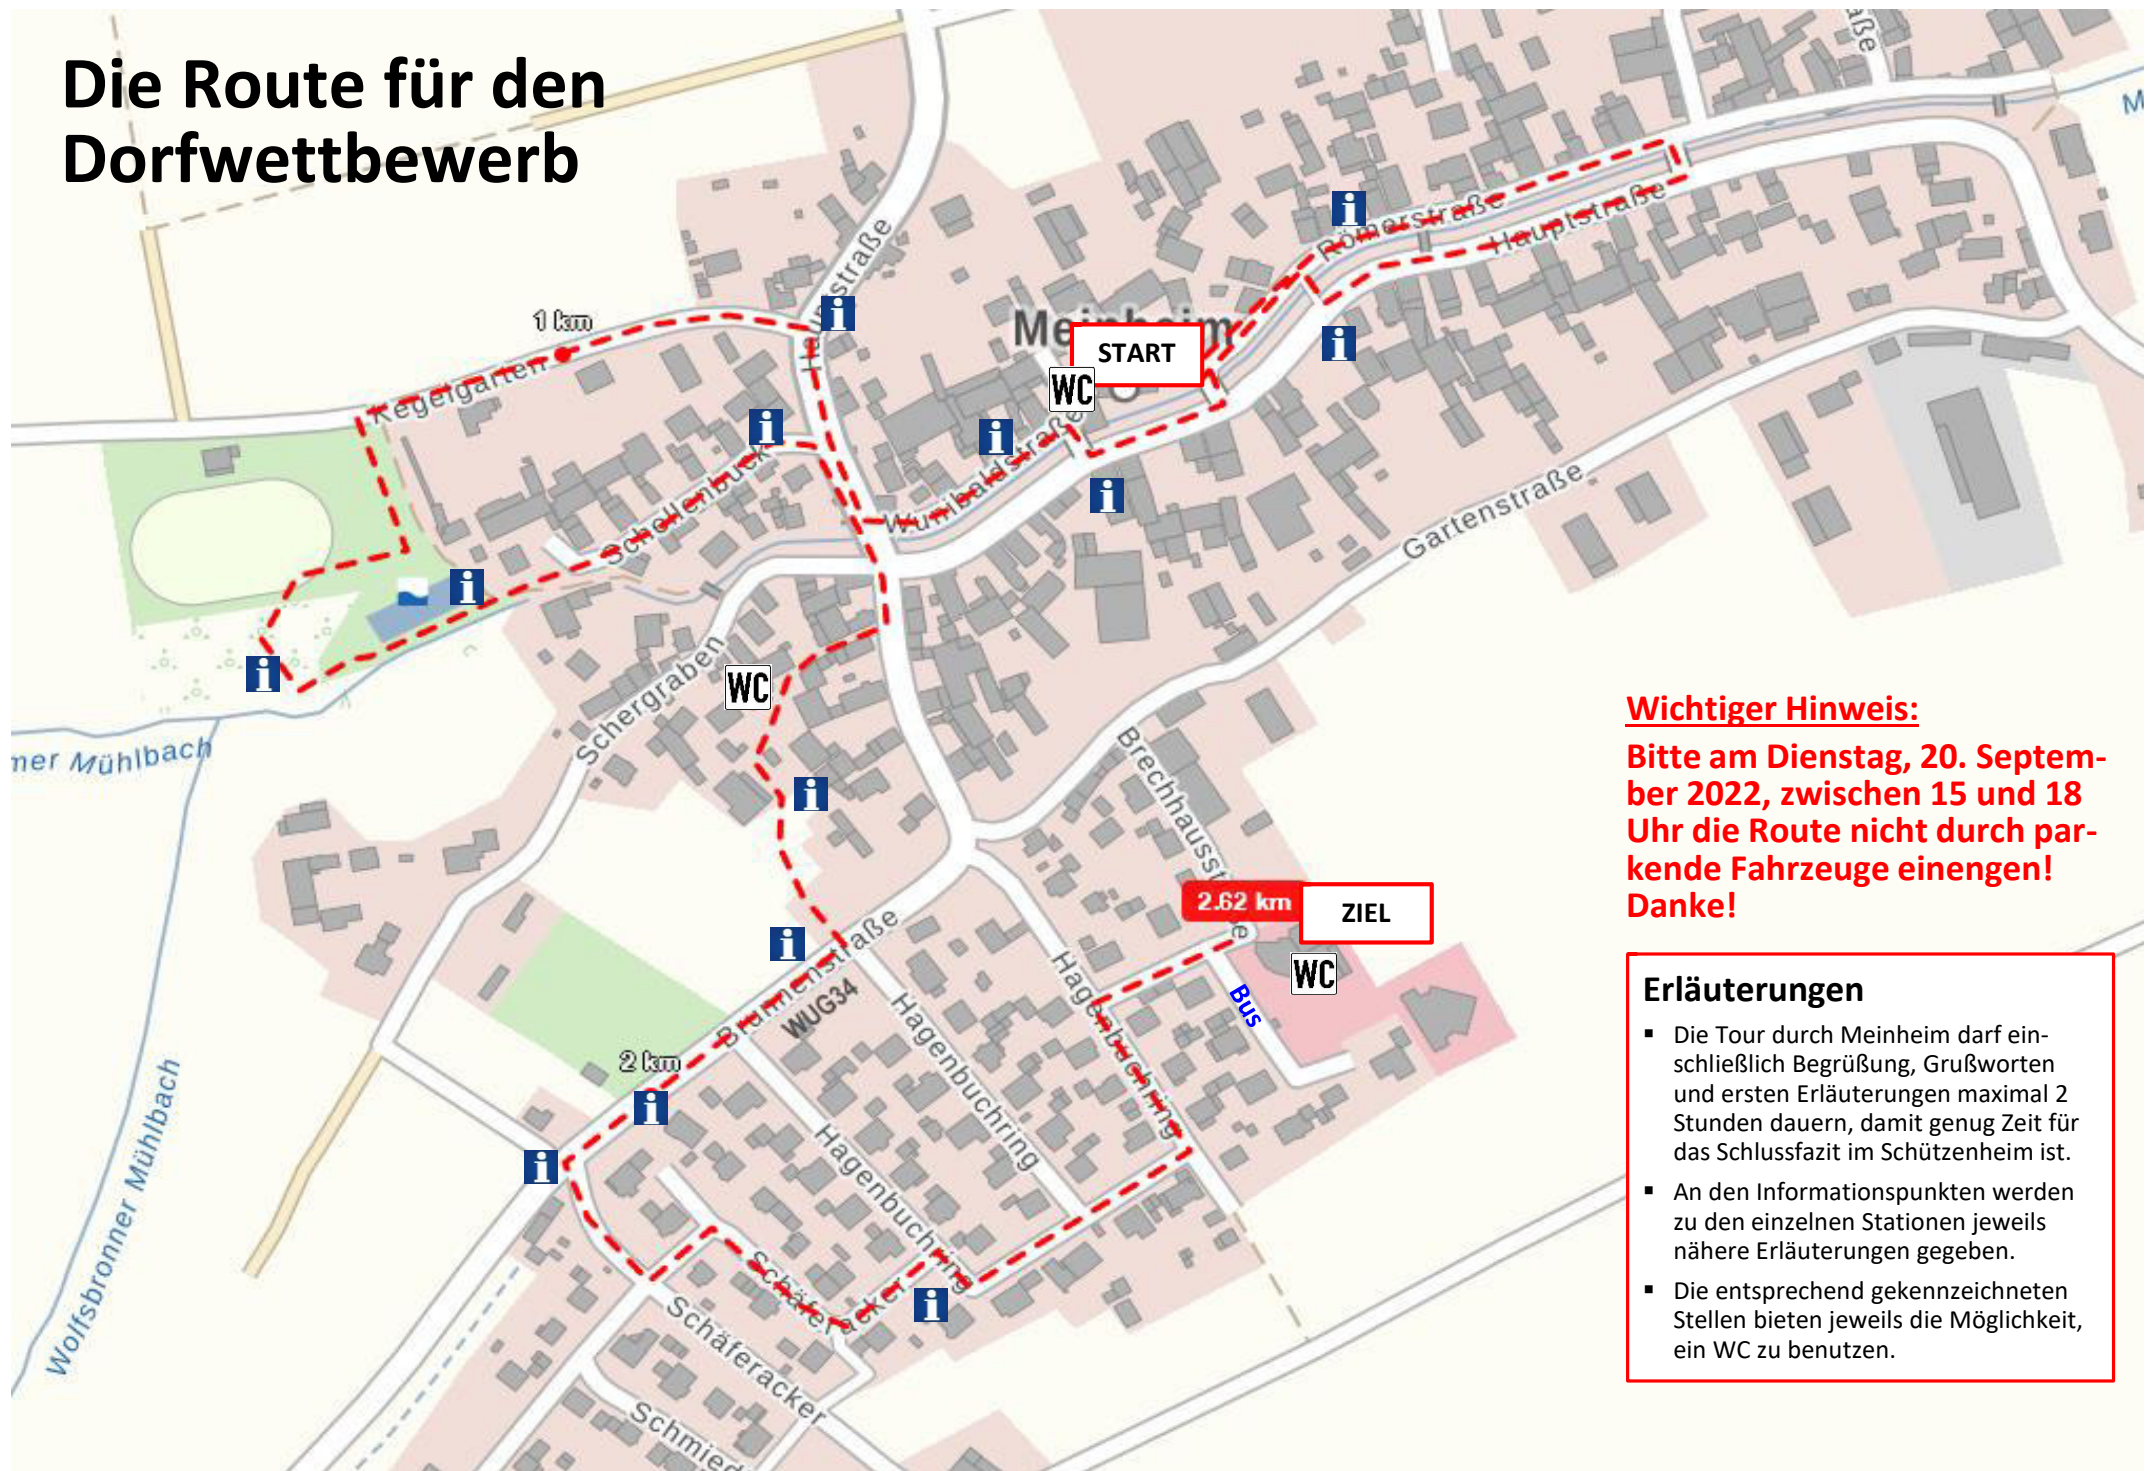 Die Route für den
Dorfwettbewerb
Römerstraße
Hauptstraße
1 km
START
WC
Kegelgarten
Schellenbuck
Wunibaldstraße
Gartenstraße
Schergraben
WC
Mühlbach
Brechhausstraße
2.62 km
ZIEL
WC
Bus
Brunnenstraße
WUG34
2 km
Hagenbuchring
Hagenbuchring
Hagenbuchring
Wolfsbronner Mühlbach
Schäferacker
Schäferacker
Schmied
Wichtiger Hinweis:
Bitte am Dienstag, 20. Septem-
ber 2022, zwischen 15 und 18
Uhr die Route nicht durch par-
kende Fahrzeuge einengen!
Danke!
Erläuterungen
▪ Die Tour durch Meinheim darf ein-
schließlich Begrüßung, Grußworten
und ersten Erläuterungen maximal 2
Stunden dauern, damit genug Zeit für
das Schlussfazit im Schützenheim ist.
▪ An den Informationspunkten werden
zu den einzelnen Stationen jeweils
nähere Erläuterungen gegeben.
▪ Die entsprechend gekennzeichneten
Stellen bieten jeweils die Möglichkeit,
ein WC zu benutzen.